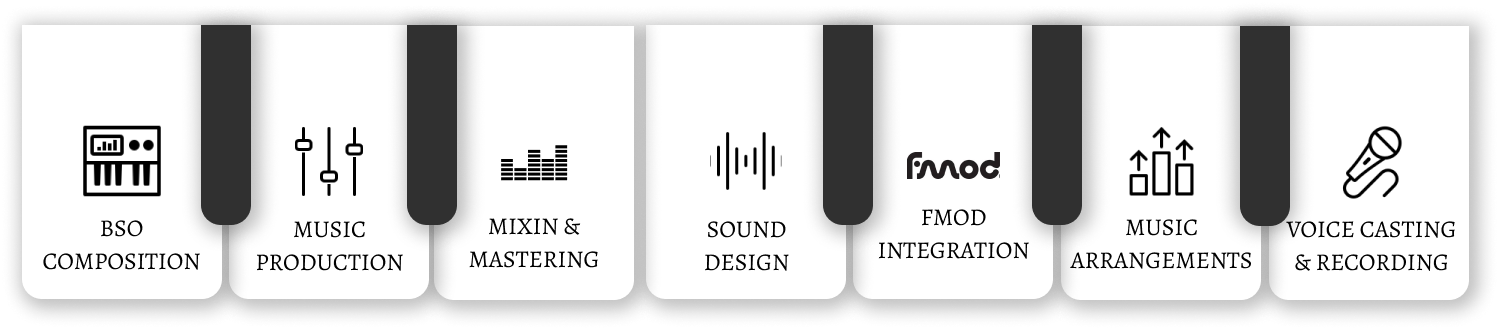 BSO
COMPOSITION
MUSIC
PRODUCTION
MIXIN &
MASTERING
SOUND
DESIGN
fmod
FMOD
INTEGRATION
MUSIC
ARRANGEMENTS
VOICE CASTING
& RECORDING